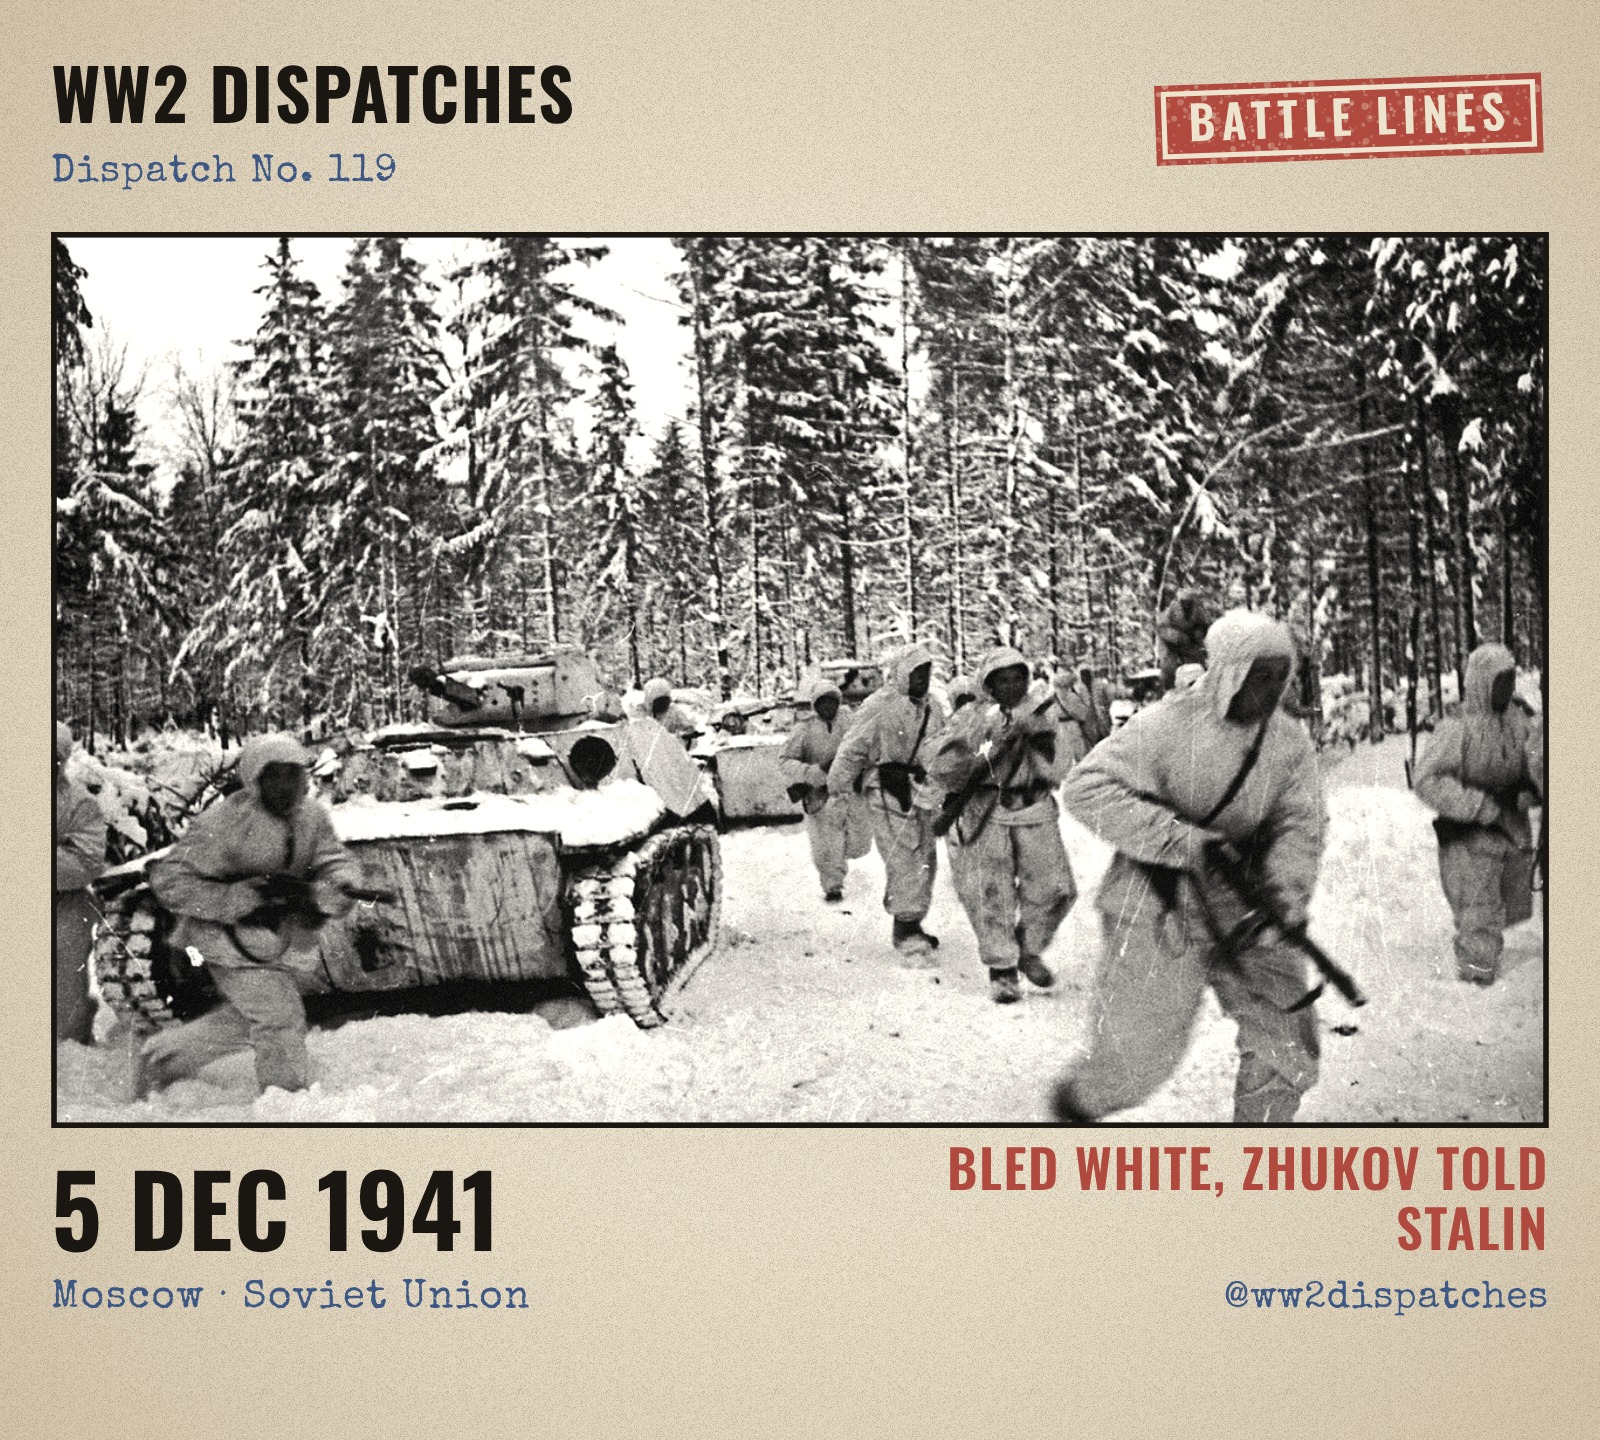 WW2 DISPATCHES
Dispatch No. 119
BATTLE LINES
5 DEC 1941
Moscow · Soviet Union
BLED WHITE, ZHUKOV TOLD
STALIN
@ww2dispatches